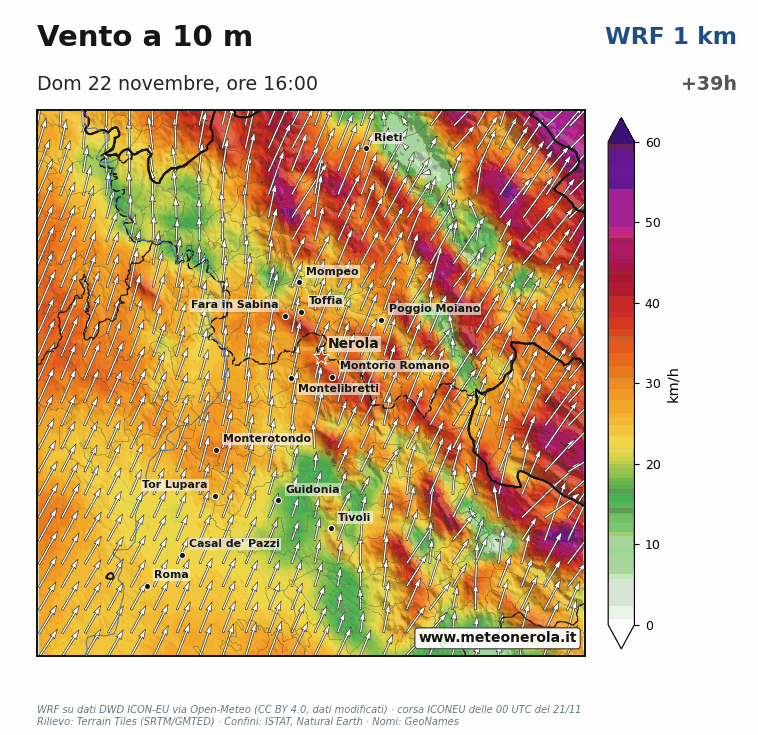 Vento a 10 m
WRF 1 km
Dom 22 novembre, ore 16:00
+39h
Rieti
Mompeo
Fara in Sabina
Toffia
Poggio Moiano
Nerola
Montorio Romano
Montelibretti
Monterotondo
Tor Lupara
Guidonia
Tivoli
Casal de' Pazzi
Roma
www.meteonerola.it
60
50
40
30
20
10
0
km/h
WRF su dati DWD ICON-EU via Open-Meteo (CC BY 4.0, dati modificati) · corsa ICONEU delle 00 UTC del 21/11
Rilievo: Terrain Tiles (SRTM/GMTED) · Confini: ISTAT, Natural Earth · Nomi: GeoNames